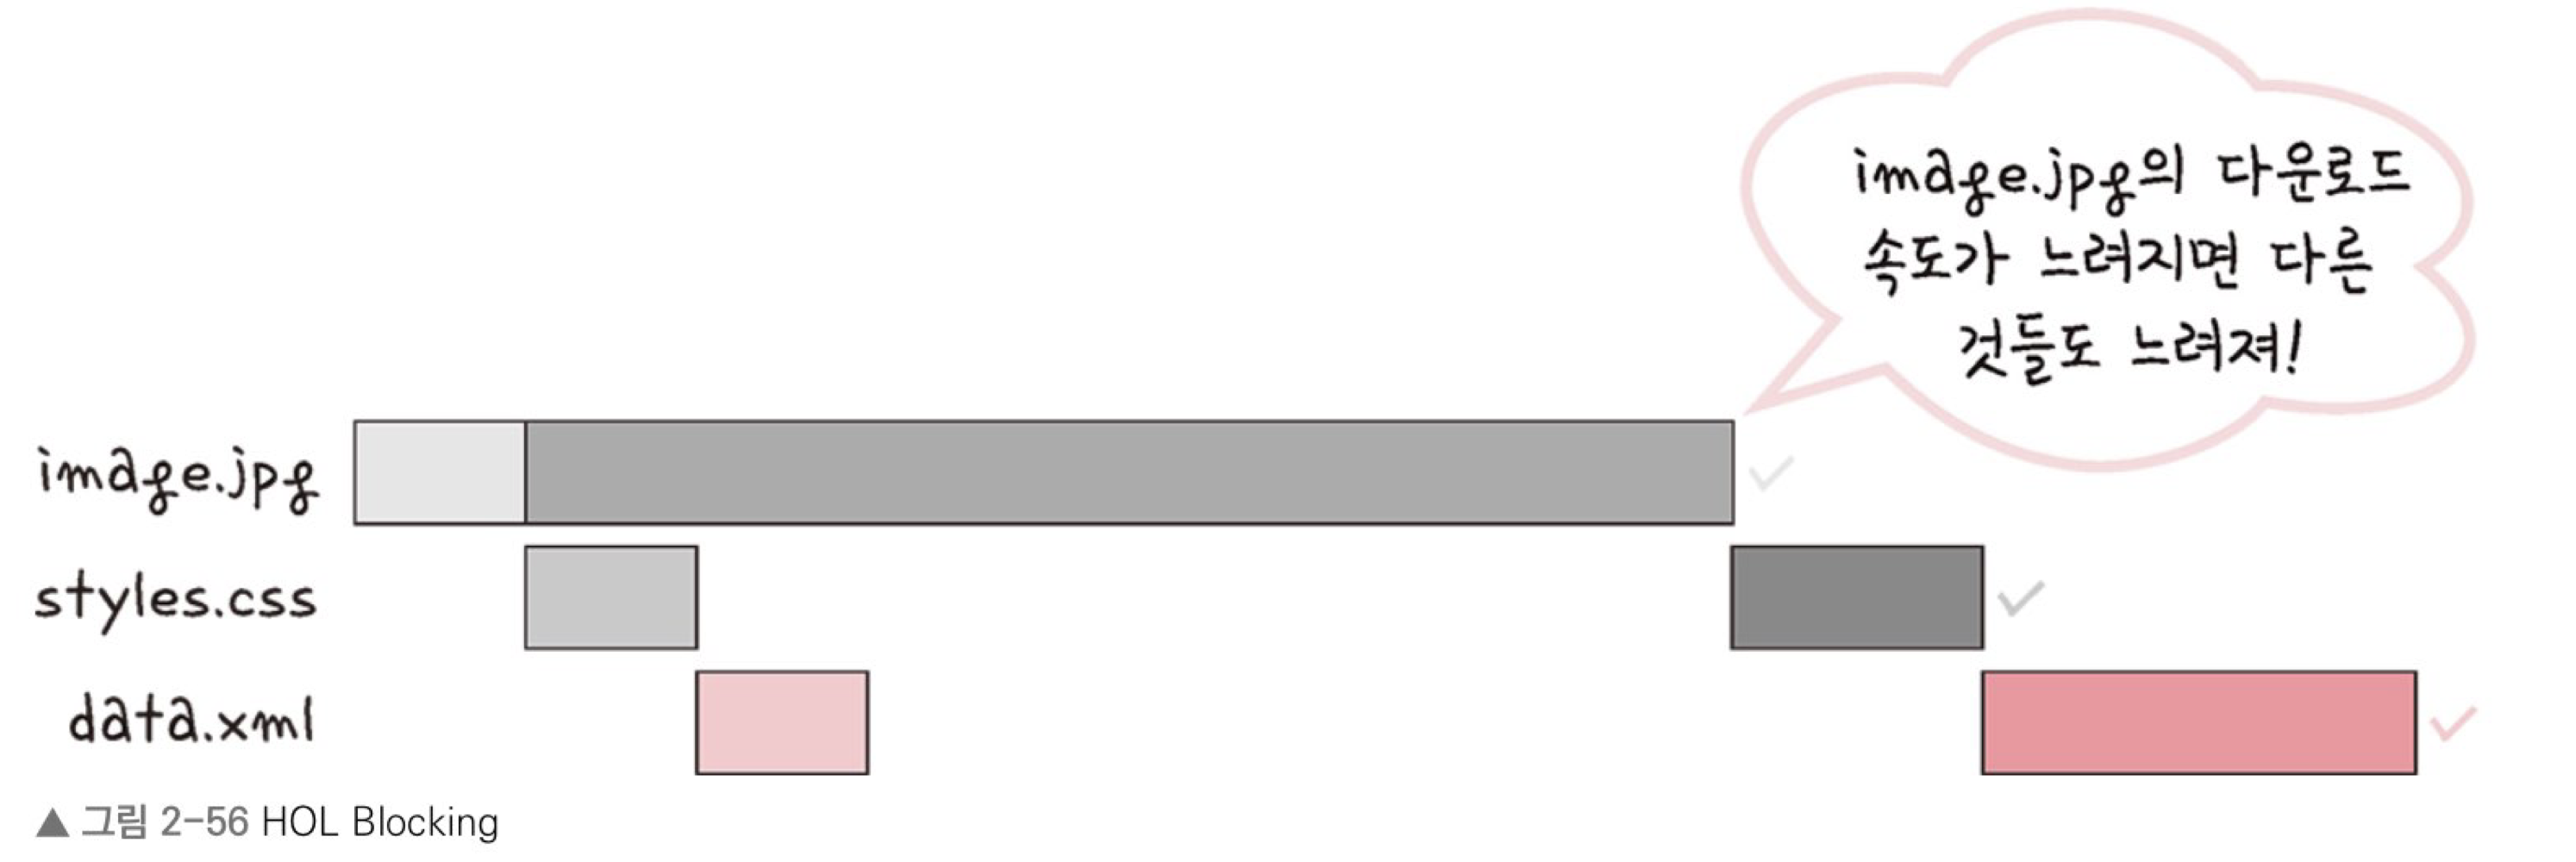 image.jpg의 다운로드
속도가 느려지면 다른
것들도 느려져!
image.jpg
styles.css
data.xml
▲ 그림 2-56 HOL Blocking